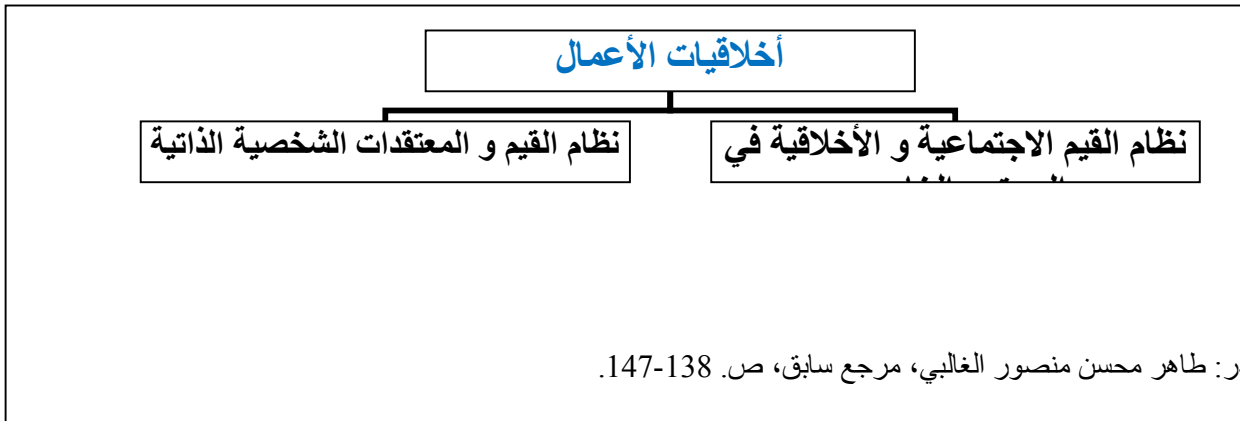 أخلاقيات الأعمال
نظام القيم الاجتماعية و الأخلاقية في
نظام القيم و المعتقدات الشخصية الذاتية
ر: طاهر محسن منصور الغالبي، مرجع سابق، ص. 138-147.